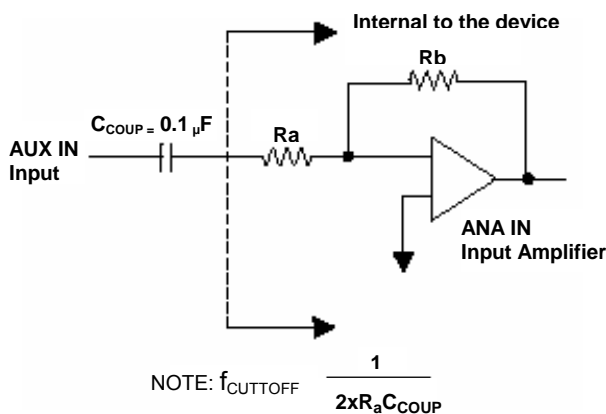 Internal to the device
Rb
C_COUP = 0.1 µF
Ra
AUX IN
Input
ANA IN
Input Amplifier
NOTE: f_CUTTOFF 1
2xR_aC_COUP